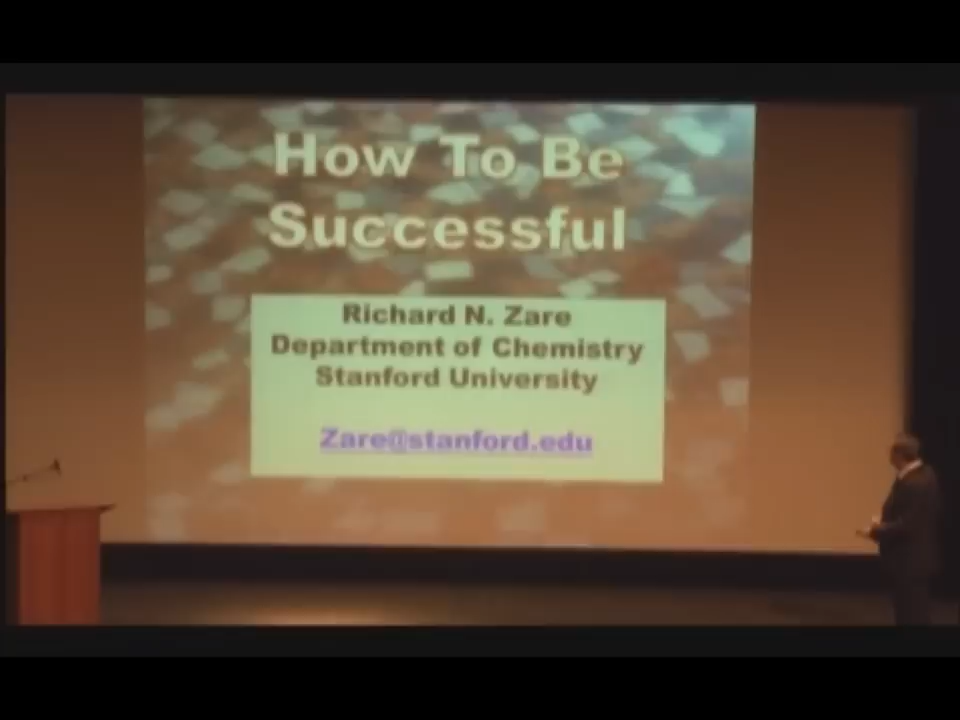 How To Be
Successful
Richard N. Zare
Department of Chemistry
Stanford University
Zare@stanford.edu